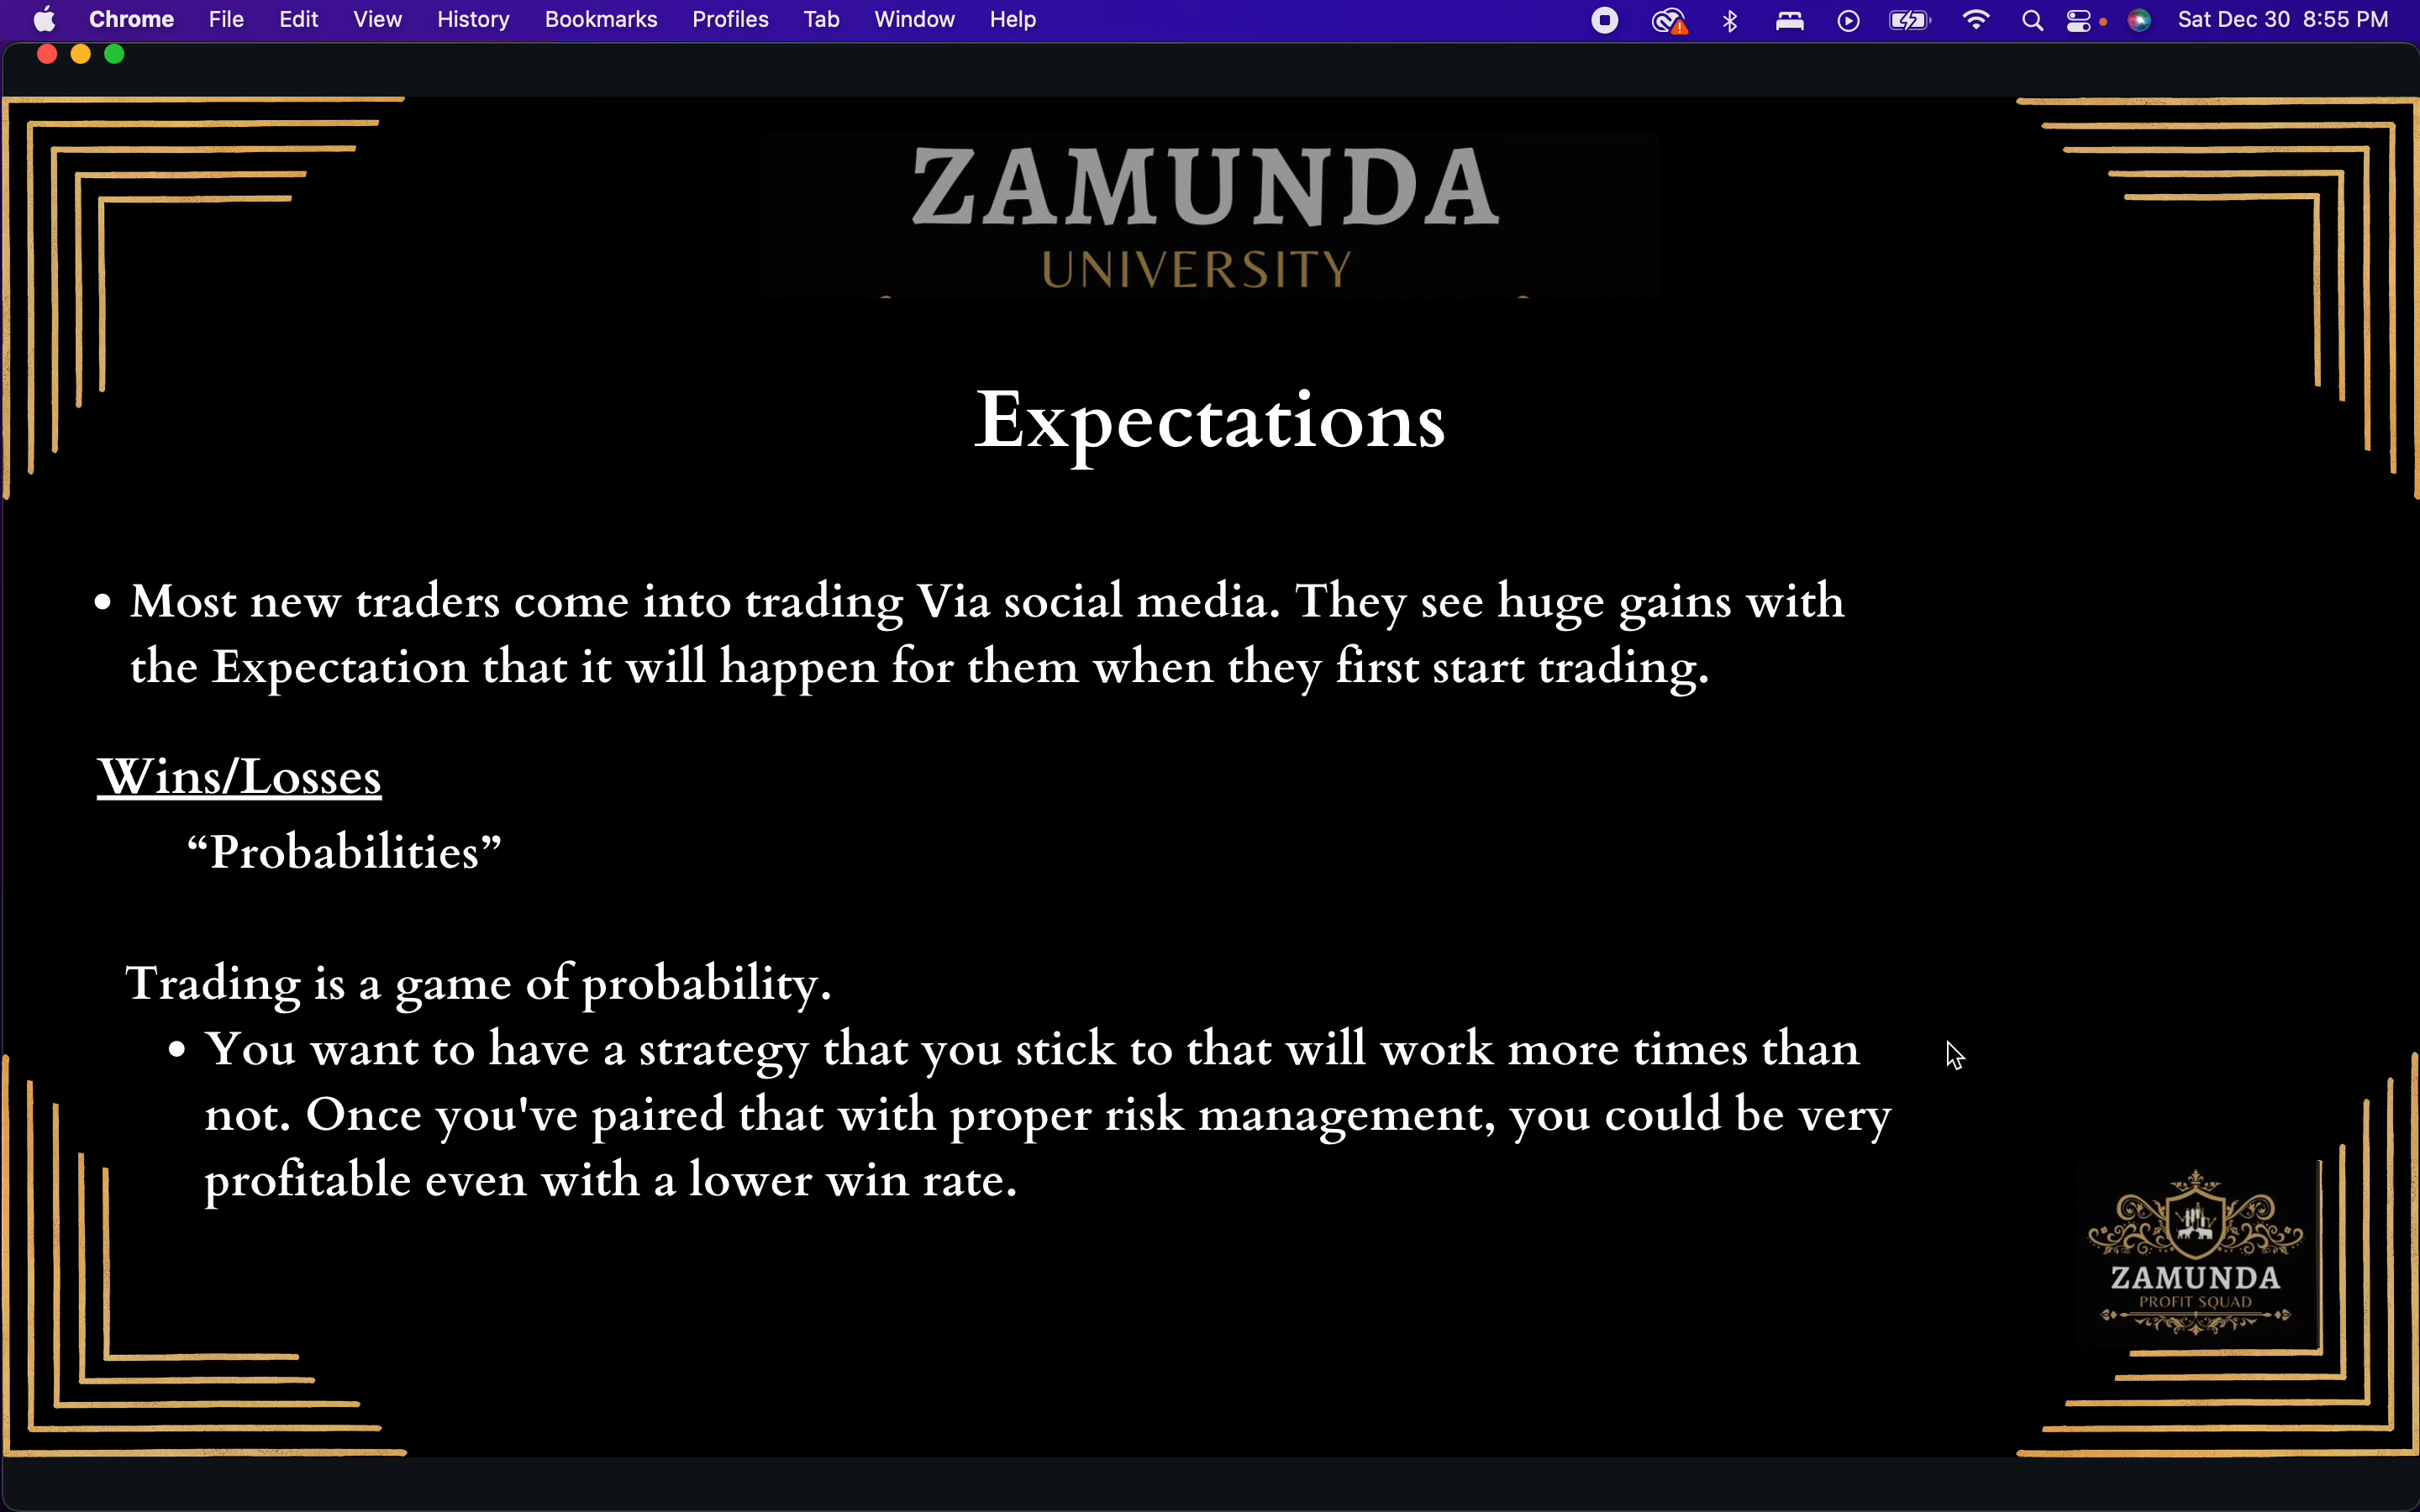 Chrome File Edit View History Bookmarks Profiles Tab Window Help Sat Dec 30 8:55 PM
ZAMUNDA
UNIVERSITY
Expectations
• Most new traders come into trading Via social media. They see huge gains with
the Expectation that it will happen for them when they first start trading.
Wins/Losses
“Probabilities”
Trading is a game of probability.
• You want to have a strategy that you stick to that will work more times than
not. Once you've paired that with proper risk management, you could be very
profitable even with a lower win rate.
ZAMUNDA
PROFIT SQUAD